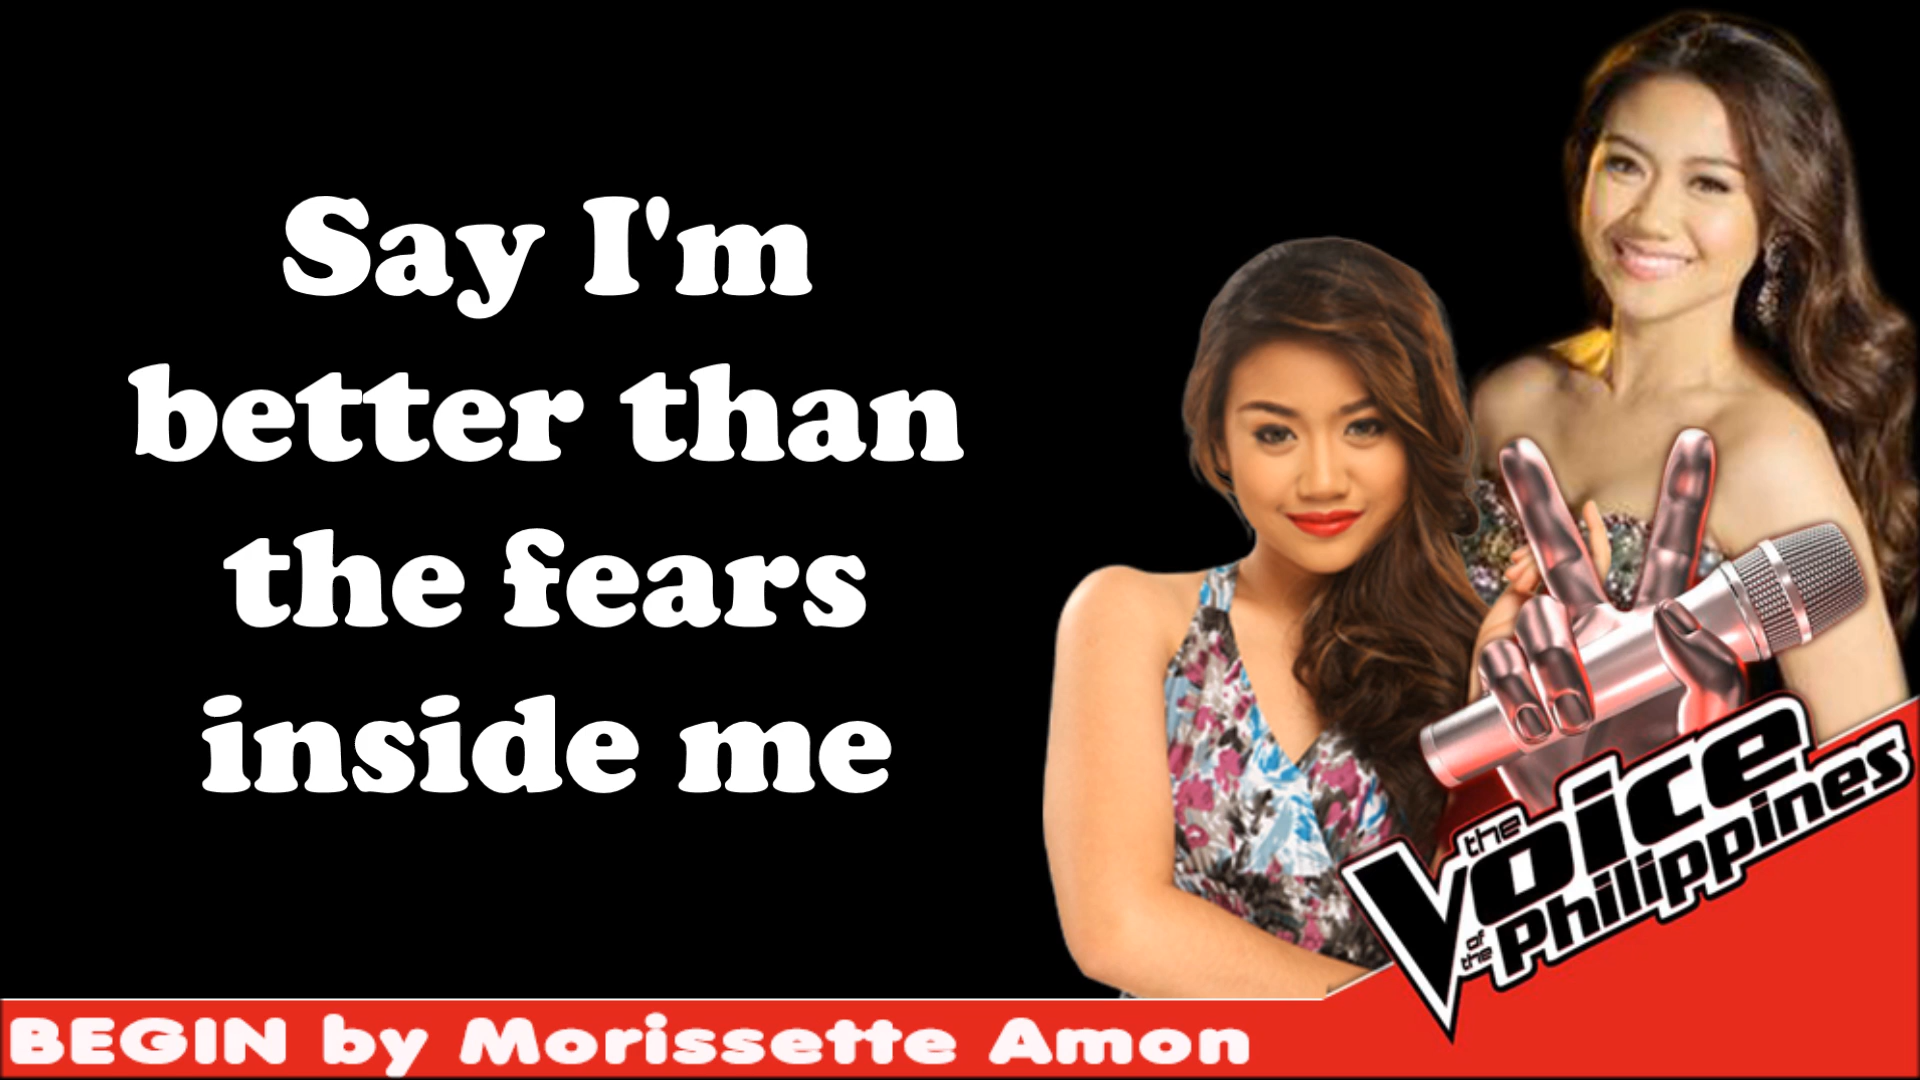 Say I'm
better than
the fears
inside me
the
Voice
of
the
Philippines
BEGIN by Morissette Amon